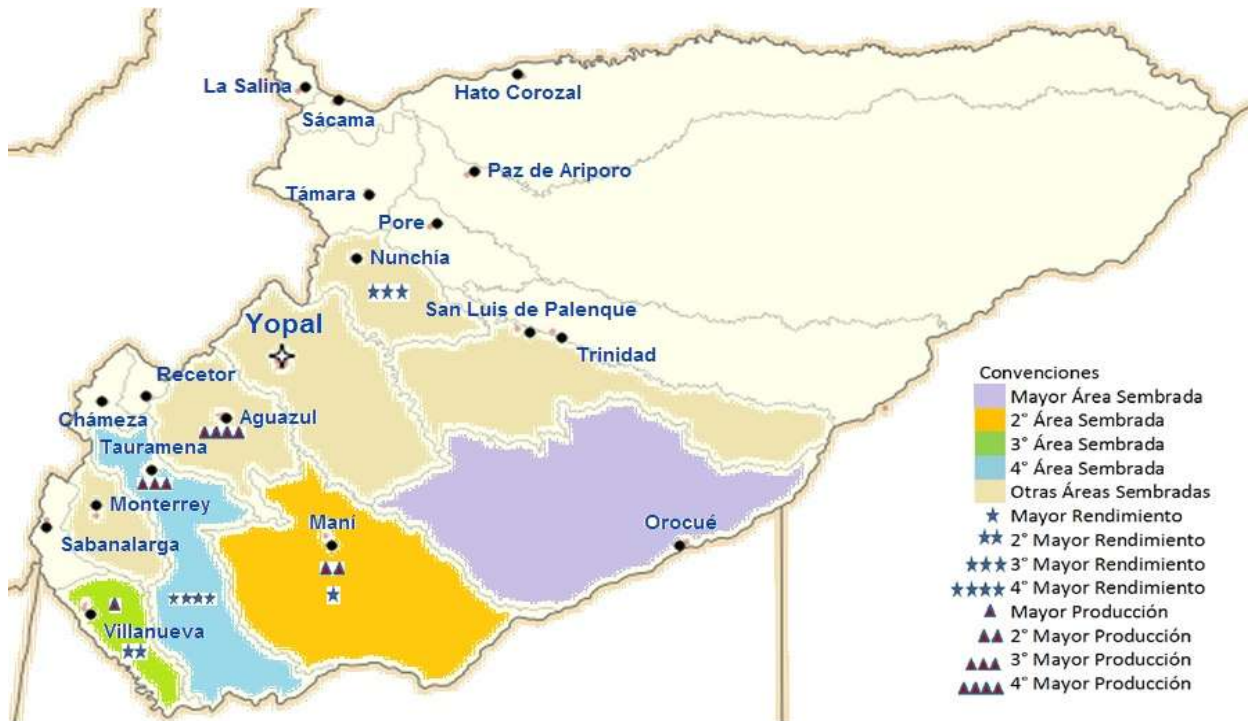 La Salina
Sácama
Hato Corozal
Paz de Ariporo
Támara
Pore
Nunchía
San Luis de Palenque
Trinidad
Yopal
Recetor
Chámeza
Aguazul
Tauramena
Monterrey
Sabanalarga
Maní
Orocué
Villanueva
Convenciones
Mayor Área Sembrada
2° Área Sembrada
3° Área Sembrada
4° Área Sembrada
Otras Áreas Sembradas
Mayor Rendimiento
2° Mayor Rendimiento
3° Mayor Rendimiento
4° Mayor Rendimiento
Mayor Producción
2° Mayor Producción
3° Mayor Producción
4° Mayor Producción